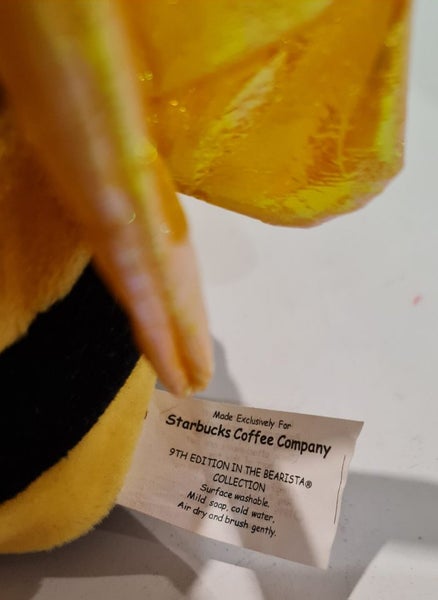 Made Exclusively For
Starbucks Coffee Company
9TH EDITION IN THE BEARISTA®
COLLECTION
Surface washable.
Mild soap, cold water.
Air dry and brush gently.